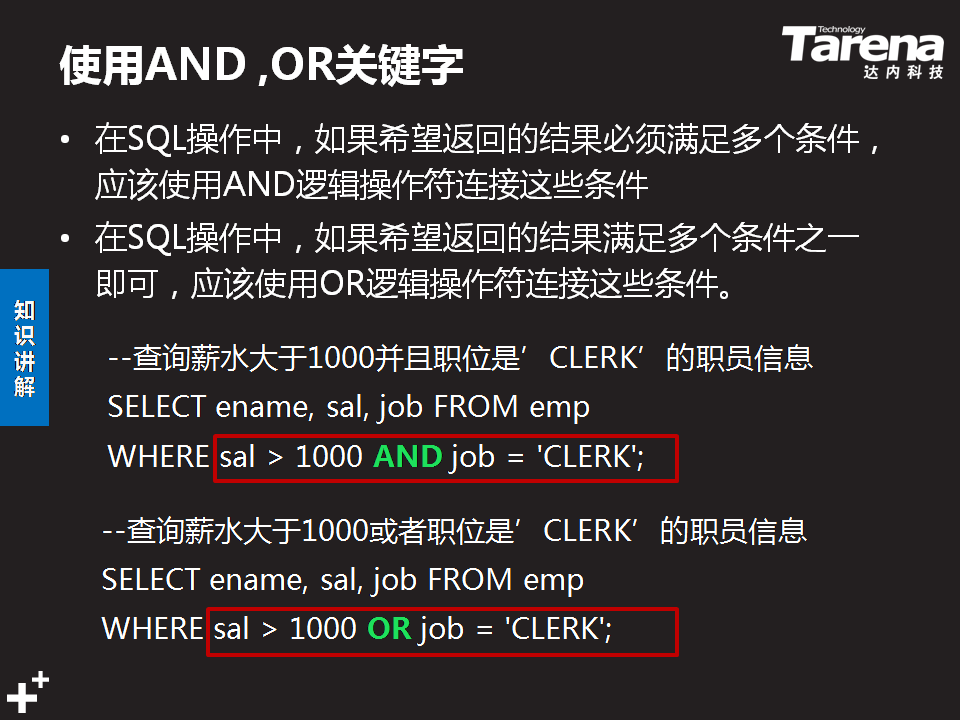 使用AND ,OR关键字
Technology
Tarena
达内科技
• 在SQL操作中，如果希望返回的结果必须满足多个条件，
应该使用AND逻辑操作符连接这些条件
• 在SQL操作中，如果希望返回的结果满足多个条件之一
即可，应该使用OR逻辑操作符连接这些条件。
知识讲解
--查询薪水大于1000并且职位是’CLERK’的职员信息
SELECT ename, sal, job FROM emp
WHERE sal > 1000 AND job = 'CLERK';
--查询薪水大于1000或者职位是’CLERK’的职员信息
SELECT ename, sal, job FROM emp
WHERE sal > 1000 OR job = 'CLERK';